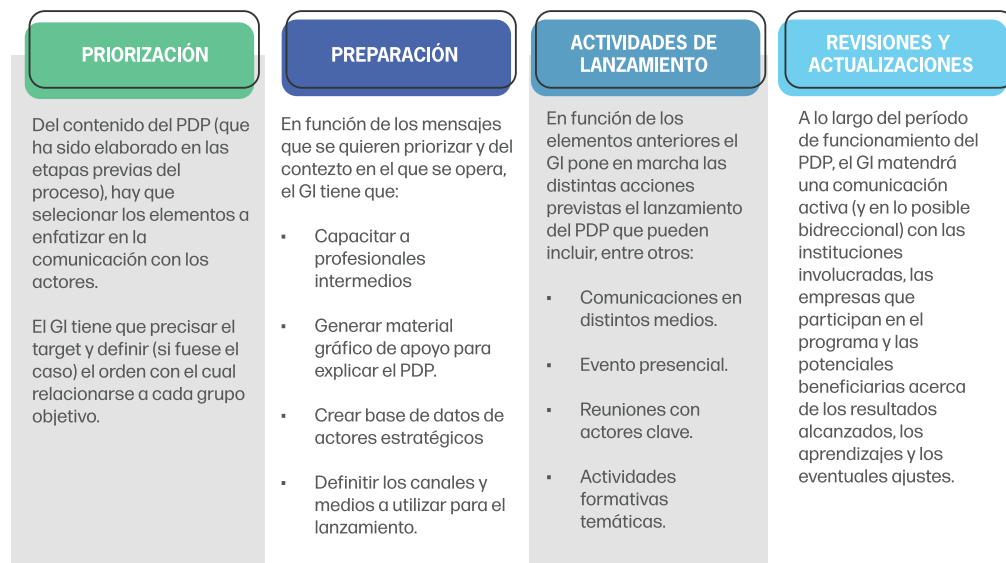 PRIORIZACIÓN
Del contenido del PDP (que
ha sido elaborado en las
etapas previas del
proceso), hay que
selecionar los elementos a
enfatizar en la
comunicación con los
actores.
El GI tiene que precisar el
target y definir (si fuese el
caso) el orden con el cual
relacionarse a cada grupo
objetivo.
PREPARACIÓN
En función de los mensajes
que se quieren priorizar y del
contexto en el que se opera,
el GI tiene que:
▪ Capacitar a
profesionales
intermedios
▪ Generar material
gráfico de apoyo para
explicar el PDP.
▪ Crear base de datos de
actores estratégicos
▪ Definitir los canales y
medios a utilizar para el
lanzamiento.
ACTIVIDADES DE
LANZAMIENTO
En función de los
elementos anteriores el
GI pone en marcha las
distintas acciones
previstas el lanzamiento
del PDP que pueden
incluir, entre otros:
▪ Comunicaciones en
distintos medios.
▪ Evento presencial.
▪ Reuniones con
actores clave.
▪ Actividades
formativas
temáticas.
REVISIONES Y
ACTUALIZACIONES
A lo largo del período
de funcionamiento del
PDP, el GI matendrá
una comunicación
activa (y en lo posible
bidreccional) con las
instituciones
involucradas, las
empresas que
participan en el
programa y las
potenciales
beneficiarias acerca
de los resultados
alcanzados, los
aprendizajes y los
eventuales ajustes.